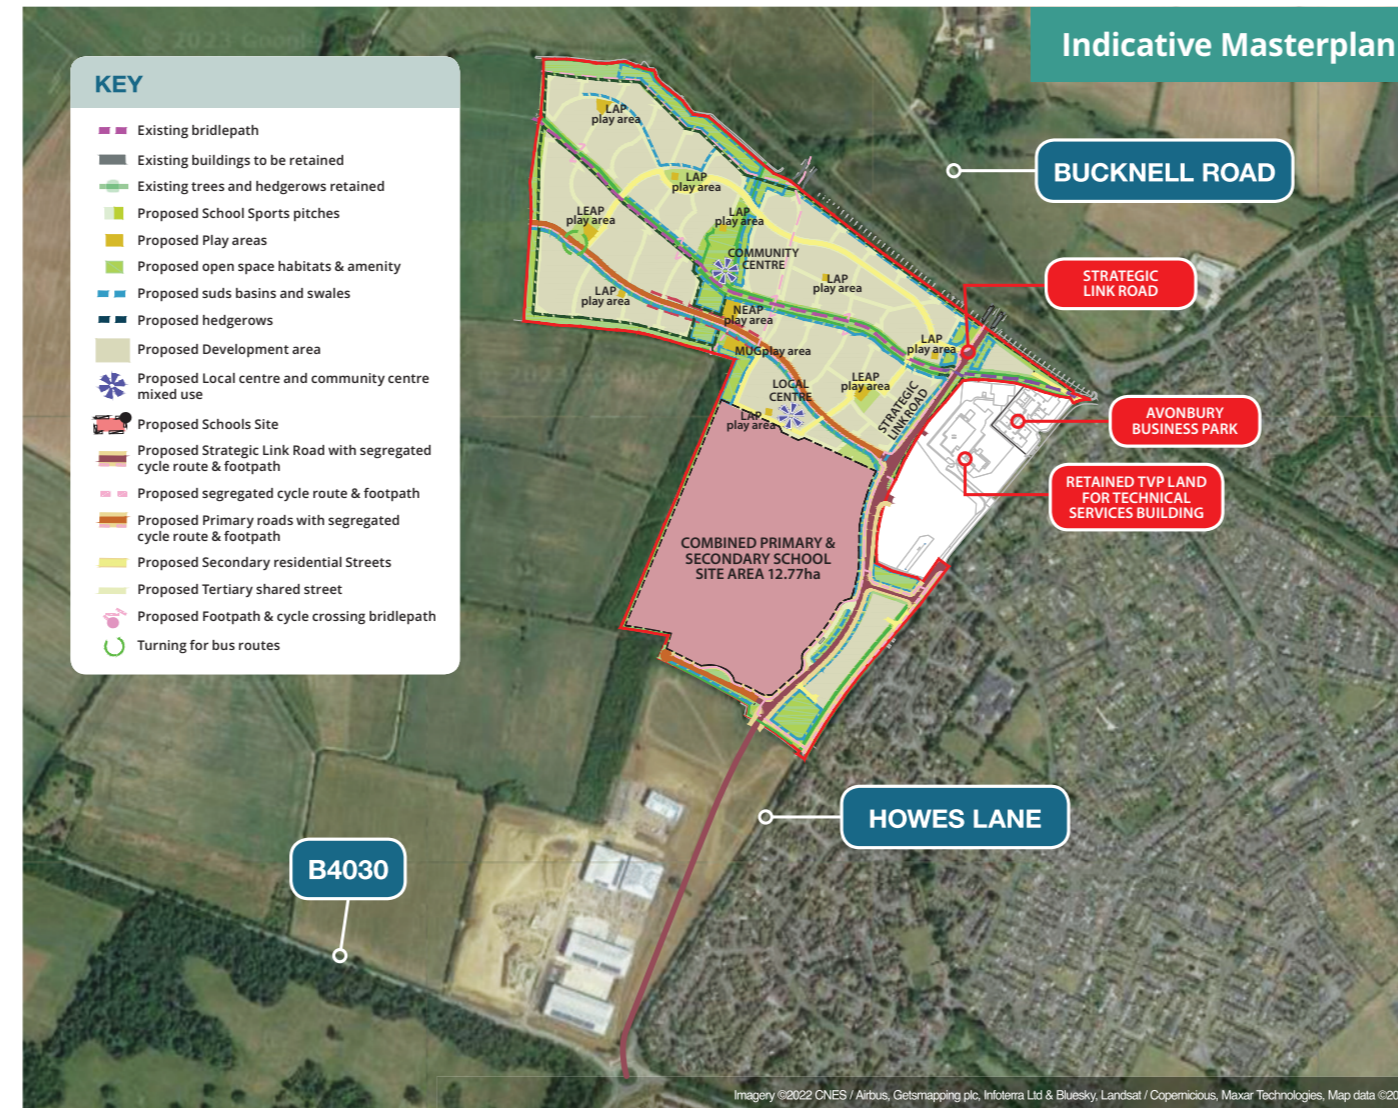 Indicative Masterplan
KEY
Existing bridlepath
Existing buildings to be retained
Existing trees and hedgerows retained
Proposed School Sports pitches
Proposed Play areas
Proposed open space habitats & amenity
Proposed suds basins and swales
Proposed hedgerows
Proposed Development area
Proposed Local centre and community centre
mixed use
Proposed Schools Site
Proposed Strategic Link Road with segregated
cycle route & footpath
Proposed segregated cycle route & footpath
Proposed Primary roads with segregated
cycle route & footpath
Proposed Secondary residential Streets
Proposed Tertiary shared street
Proposed Footpath & cycle crossing bridlepath
Turning for bus routes
LAP
play area
LAP
play area
LEAP
play area
LAP
play area
COMMUNITY
CENTRE
LAP
play area
LAP
play area
NEAP
play area
MUGplay area
LAP
play area
LEAP
play area
LOCAL
CENTRE
LAP
play area
STRATEGIC
LINK ROAD
COMBINED PRIMARY &
SECONDARY SCHOOL
SITE AREA 12.77ha
BUCKNELL ROAD
STRATEGIC
LINK ROAD
AVONBURY
BUSINESS PARK
RETAINED TVP LAND
FOR TECHNICAL
SERVICES BUILDING
HOWES LANE
B4030
Imagery ©2022 CNES / Airbus, Getsmapping plc, Infoterra Ltd & Bluesky, Landsat / Copernicious, Maxar Technologies, Map data ©20